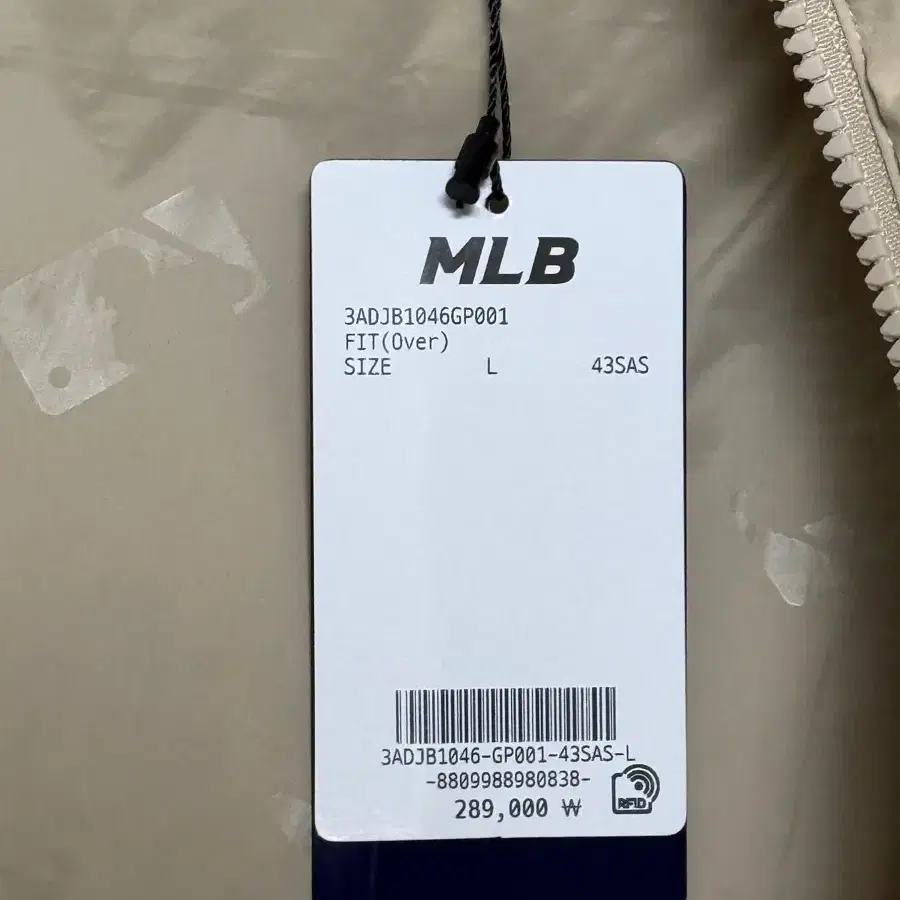 MLB
3ADJB1046GP001
FIT(Over)
SIZE L 43SAS
3ADJB1046-GP001-43SAS-L
-8809988980838-
289,000 ₩
RFID